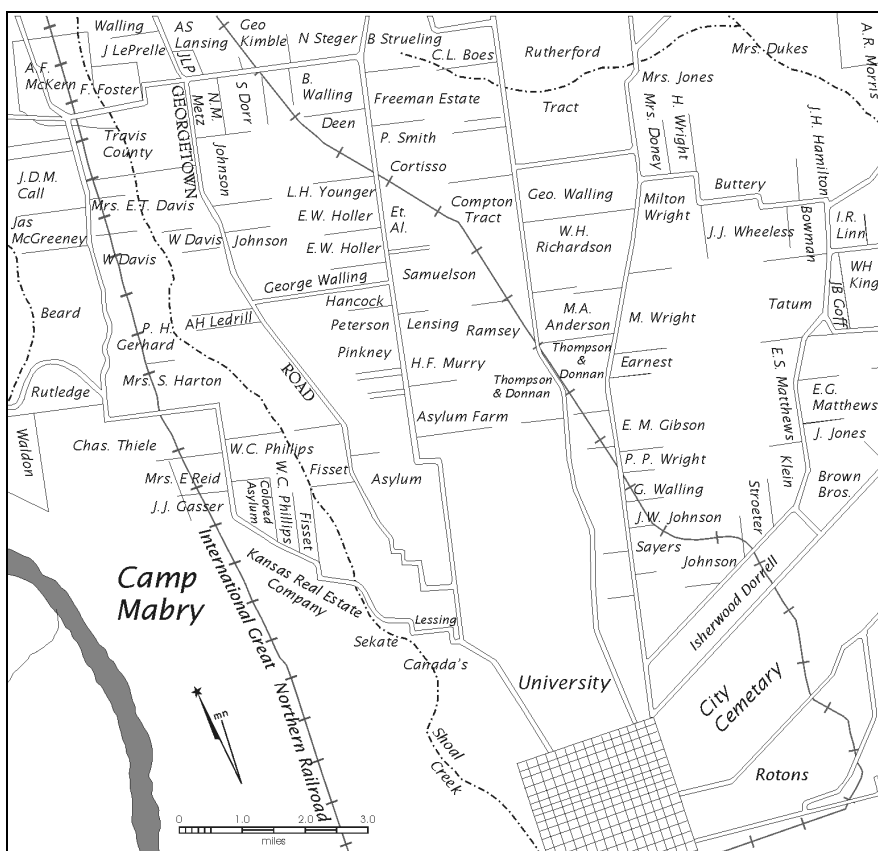 Walling
AS
Lansing
Geo
Kimble
N Steger
B Strueling
C.L. Boes
Rutherford
Mrs. Dukes
A.R. Morris
J LePrelle
JLP
A.F.
McKern
F. Foster
GEORGETOWN
N.M.
Metz
S Dorr
B.
Walling
Freeman Estate
Tract
Mrs. Jones
Mrs. Doney
H. Wright
J.H. Hamilton
Deen
Travis
County
Johnson
P. Smith
Cortisso
J.D.M.
Call
Mrs. E.T. Davis
L.H. Younger
E.W. Holler
Et.
Al.
Compton
Tract
Geo. Walling
Milton
Wright
Buttery
Bowman
I.R.
Linn
Jas
McGreeney
W Davis
Johnson
W.H.
Richardson
J.J. Wheeless
W Davis
E.W. Holler
George Walling
Samuelson
WH
King
JB Goff
Beard
P. H.
Gerhard
AH Ledrill
Hancock
Peterson
Pinkney
Lensing
Ramsey
M.A.
Anderson
M. Wright
Tatum
H.F. Murry
Thompson
&
Donnan
Earnest
E.S. Matthews
Rutledge
Mrs. S. Harton
ROAD
Thompson
& Donnan
Asylum Farm
E.G.
Matthews
E. M. Gibson
J. Jones
Waldon
Chas. Thiele
W.C. Phillips
Fisset
Asylum
P. P. Wright
Klein
Brown
Bros.
Mrs. E Reid
J.J. Gasser
Colored
Asylum
W.C. Phillips
Fisset
G. Walling
J.W. Johnson
Stroeter
Sayers
Johnson
Isherwood Dorrell
Camp
Mabry
International Great
Northern Railroad
Kansas Real Estate
Company
Lessing
Sekate
Canada's
University
City
Cemetary
Shoal
Creek
Rotons
mn
0 1.0 2.0 3.0
miles